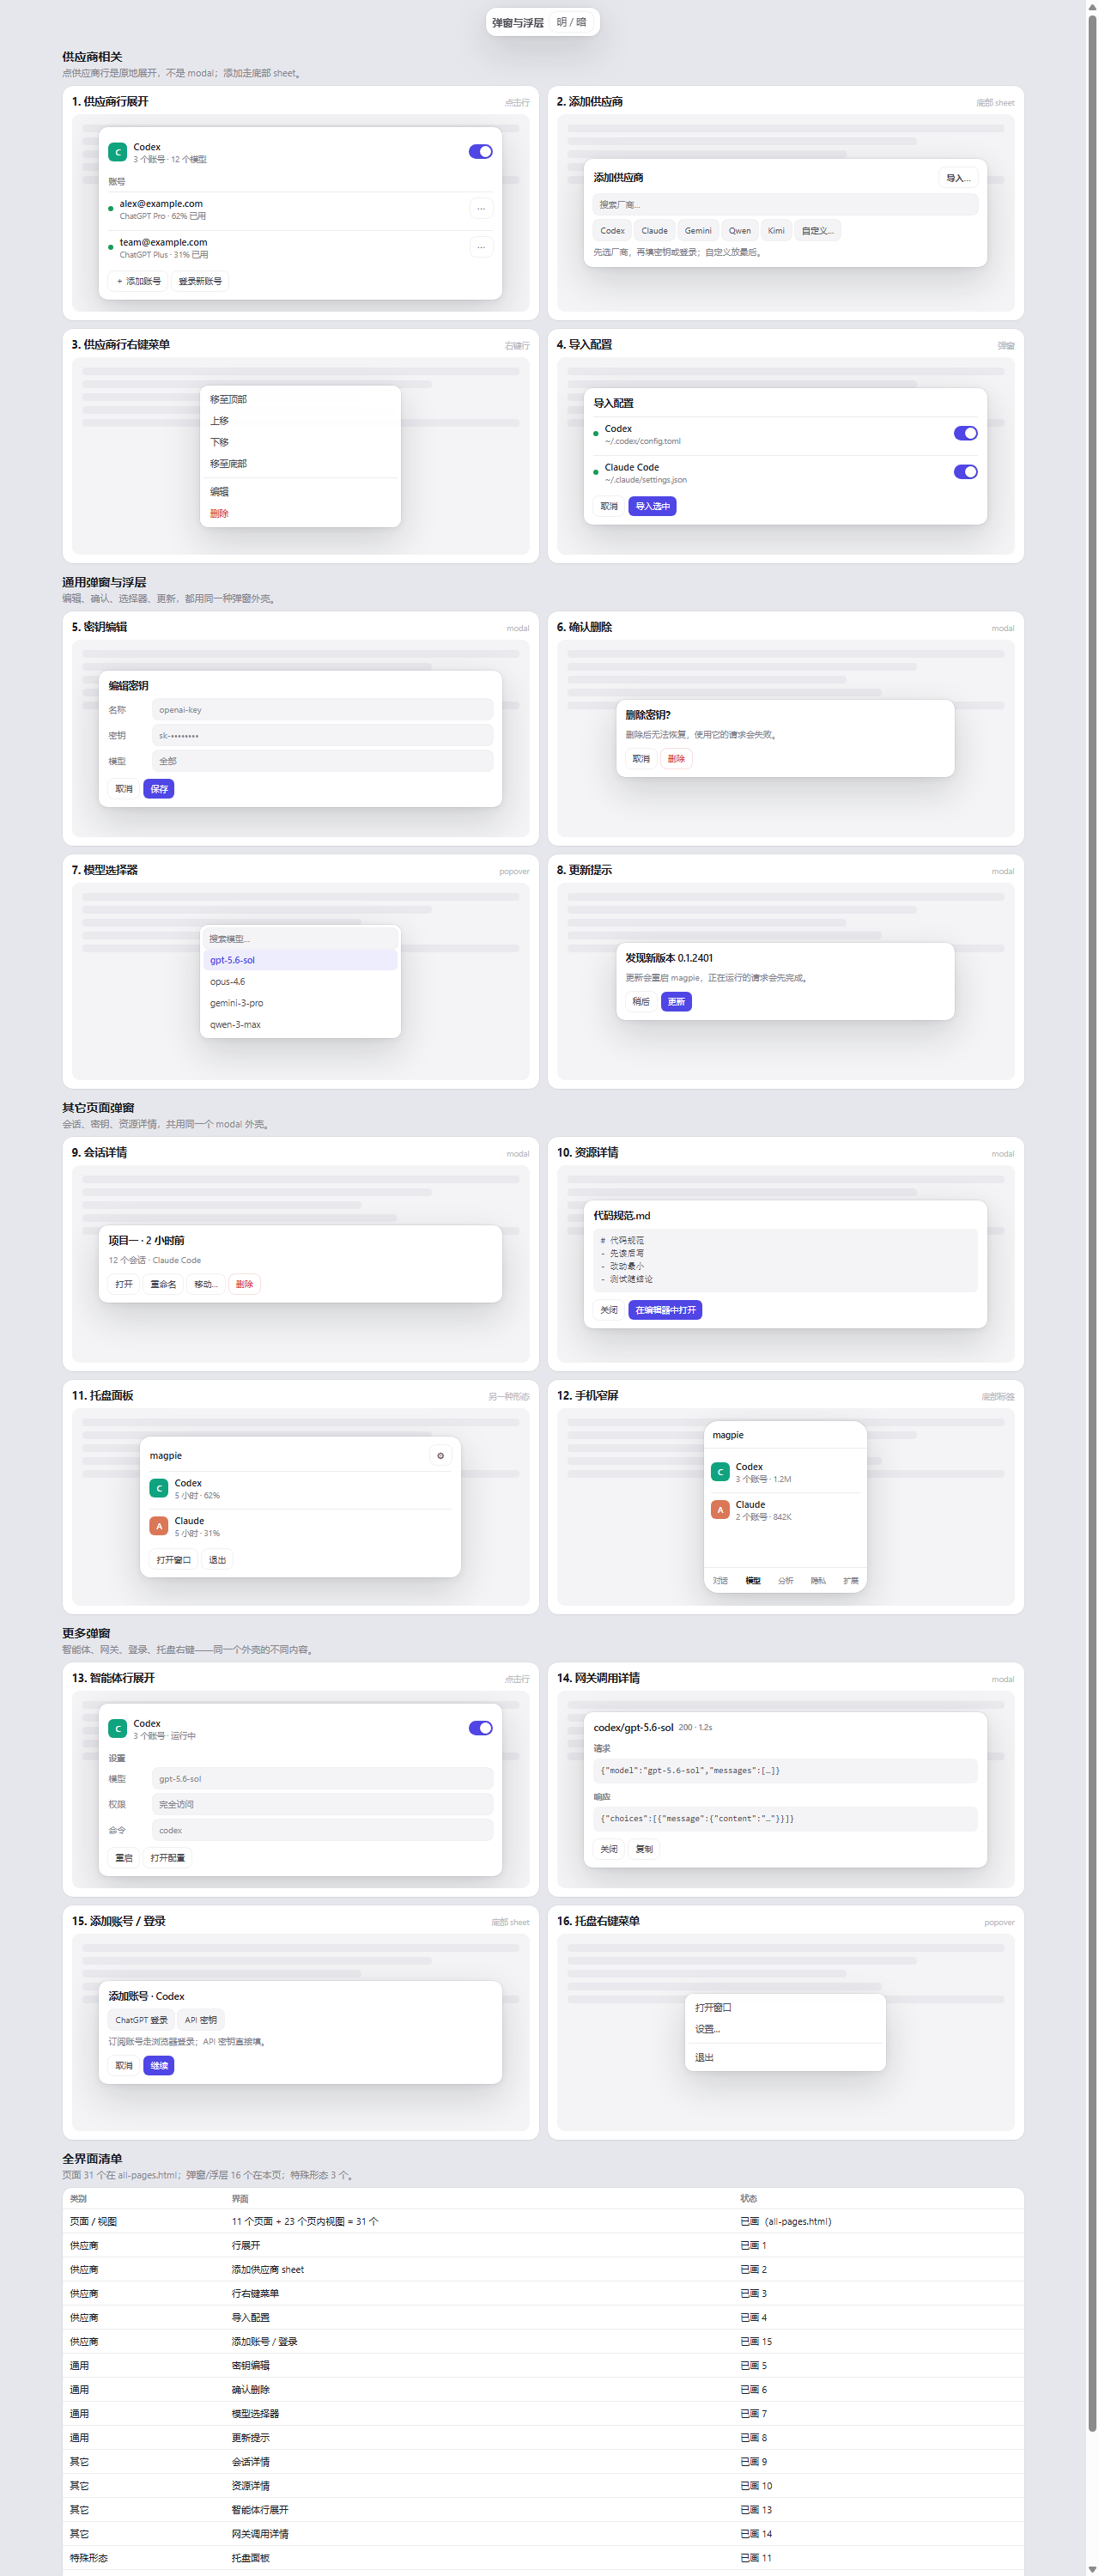 弹窗与浮层 明 / 暗
供应商相关
点供应商行是原地展开，不是 modal；添加走底部 sheet。
1. 供应商行展开 点击行
C Codex
3 个账号 · 12 个模型
账号
alex@example.com
ChatGPT Pro · 62% 已用
···
team@example.com
ChatGPT Plus · 31% 已用
···
+ 添加账号 登录新账号
2. 添加供应商 底部 sheet
添加供应商 导入…
搜索厂商…
Codex Claude Gemini Qwen Kimi 自定义…
先选厂商，再填密钥或登录；自定义放最后。
3. 供应商行右键菜单 右键行
移至顶部
上移
下移
移至底部
编辑
删除
4. 导入配置 弹窗
导入配置
Codex
~/.codex/config.toml
Claude Code
~/.claude/settings.json
取消 导入选中
通用弹窗与浮层
编辑、确认、选择器、更新，都用同一种弹窗外壳。
5. 密钥编辑 modal
编辑密钥
名称 openai-key
密钥 sk-••••••••
模型 全部
取消 保存
6. 确认删除 modal
删除密钥?
删除后无法恢复，使用它的请求会失败。
取消 删除
7. 模型选择器 popover
搜索模型…
gpt-5.6-sol
opus-4.6
gemini-3-pro
qwen-3-max
8. 更新提示 modal
发现新版本 0.1.2401
更新会重启 magpie，正在运行的请求会先完成。
稍后 更新
其它页面弹窗
会话、密钥、资源详情，共用同一个 modal 外壳。
9. 会话详情 modal
项目一 · 2 小时前
12 个会话 · Claude Code
打开 重命名 移动… 删除
10. 资源详情 modal
代码规范.md
# 代码规范
- 先读后写
- 改动最小
- 测试随结论
关闭 在编辑器中打开
11. 托盘面板 另一种形态
magpie ⚙
C Codex
5 小时 · 62%
A Claude
5 小时 · 31%
打开窗口 退出
12. 手机窄屏 底部标签
magpie
C Codex
3 个账号 · 1.2M
A Claude
2 个账号 · 842K
对话 模型 分析 隐私 扩展
更多弹窗
智能体、网关、登录、托盘右键——同一个外壳的不同内容。
13. 智能体行展开 点击行
C Codex
3 个账号 · 运行中
设置
模型 gpt-5.6-sol
权限 完全访问
命令 codex
重启 打开配置
14. 网关调用详情 modal
codex/gpt-5.6-sol 200 · 1.2s
请求
{"model":"gpt-5.6-sol","messages":[…]}
响应
{"choices":[{"message":{"content":"…"}}]}
关闭 复制
15. 添加账号 / 登录 底部 sheet
添加账号 · Codex
ChatGPT 登录 API 密钥
订阅账号走浏览器登录；API 密钥直接填。
取消 继续
16. 托盘右键菜单 popover
打开窗口
设置…
退出
全界面清单
页面 31 个在 all-pages.html；弹窗/浮层 16 个在本页；特殊形态 3 个。
类别 界面 状态
页面 / 视图 11 个页面 + 23 个页内视图 = 31 个 已画（all-pages.html）
供应商 行展开 已画 1
供应商 添加供应商 sheet 已画 2
供应商 行右键菜单 已画 3
供应商 导入配置 已画 4
供应商 添加账号 / 登录 已画 15
通用 密钥编辑 已画 5
通用 确认删除 已画 6
通用 模型选择器 已画 7
通用 更新提示 已画 8
其它 会话详情 已画 9
其它 资源详情 已画 10
其它 智能体行展开 已画 13
其它 网关调用详情 已画 14
特殊形态 托盘面板 已画 11